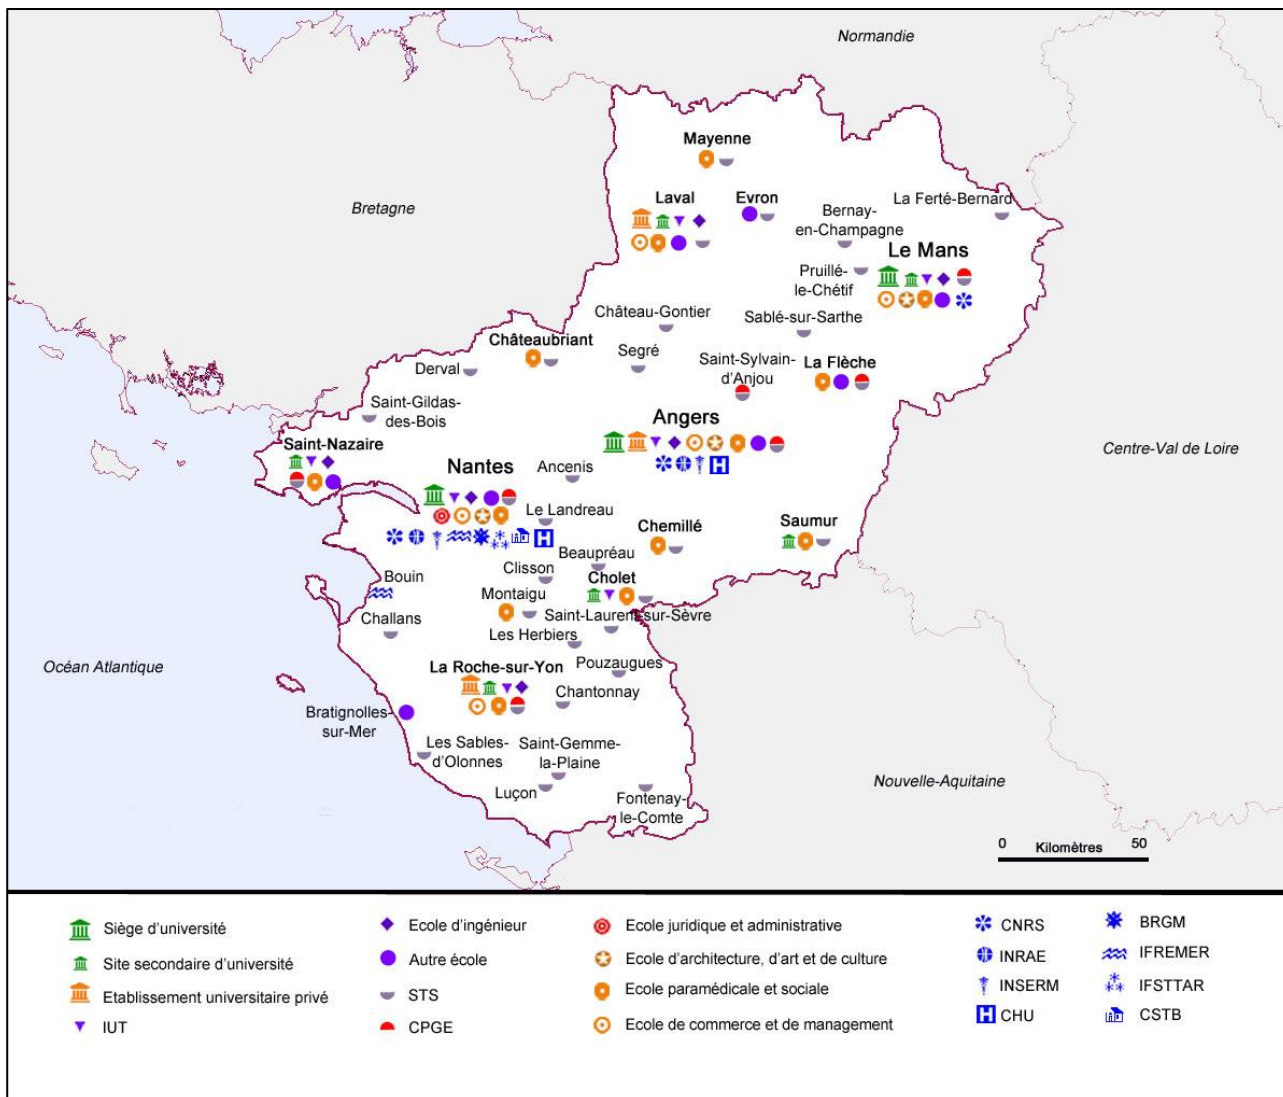 Normandie
Mayenne
Laval
Evron
La Ferté-Bernard
Bernay-
en-Champagne
Bretagne
Le Mans
Pruillé-
le-Chétif
Château-Gontier
Sablé-sur-Sarthe
Châteaubriant
Segré
Saint-Sylvain-
d'Anjou
La Flèche
Derval
Saint-Gildas-
des-Bois
Angers
Saint-Nazaire
Centre-Val de Loire
Nantes
Ancenis
Le Landreau
Chemillé
Saumur
Beaupréau
Clisson
Bouin
Cholet
Montaigu
Challans
Saint-Laurent-sur-Sèvre
Les Herbiers
Océan Atlantique
La Roche-sur-Yon
Pouzaugues
Chantonnay
Bratignolles-
sur-Mer
Les Sables-
d'Olonnes
Saint-Gemme-
la-Plaine
Nouvelle-Aquitaine
Luçon
Fontenay-
le-Comte
0 Kilomètres 50
Siège d'université
Site secondaire d'université
Etablissement universitaire privé
IUT
Ecole d'ingénieur
Autre école
STS
CPGE
Ecole juridique et administrative
Ecole d'architecture, d'art et de culture
Ecole paramédicale et sociale
Ecole de commerce et de management
CNRS
INRAE
INSERM
CHU
BRGM
IFREMER
IFSTTAR
CSTB